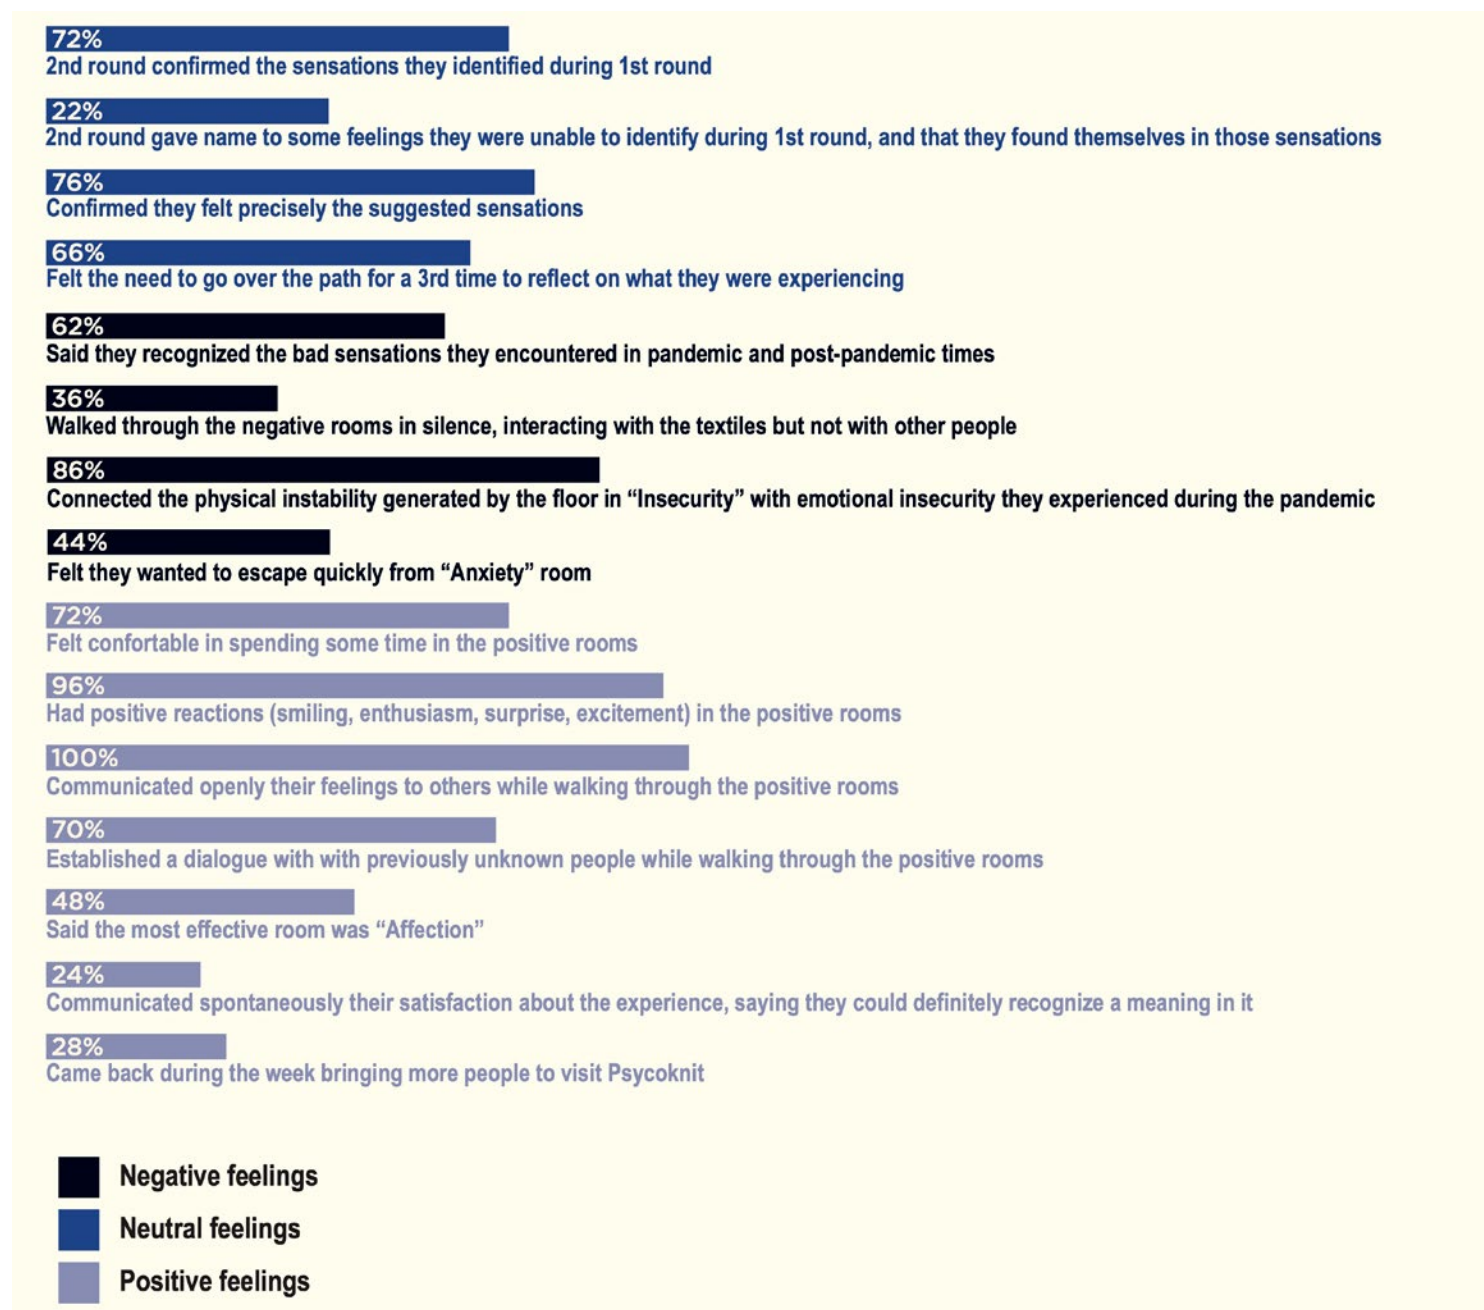 72%
2nd round confirmed the sensations they identified during 1st round
22%
2nd round gave name to some feelings they were unable to identify during 1st round, and that they found themselves in those sensations
76%
Confirmed they felt precisely the suggested sensations
66%
Felt the need to go over the path for a 3rd time to reflect on what they were experiencing
62%
Said they recognized the bad sensations they encountered in pandemic and post-pandemic times
36%
Walked through the negative rooms in silence, interacting with the textiles but not with other people
86%
Connected the physical instability generated by the floor in “Insecurity” with emotional insecurity they experienced during the pandemic
44%
Felt they wanted to escape quickly from “Anxiety” room
72%
Felt confortable in spending some time in the positive rooms
96%
Had positive reactions (smiling, enthusiasm, surprise, excitement) in the positive rooms
100%
Communicated openly their feelings to others while walking through the positive rooms
70%
Established a dialogue with with previously unknown people while walking through the positive rooms
48%
Said the most effective room was “Affection”
24%
Communicated spontaneously their satisfaction about the experience, saying they could definitely recognize a meaning in it
28%
Came back during the week bringing more people to visit Psycoknit
Negative feelings
Neutral feelings
Positive feelings